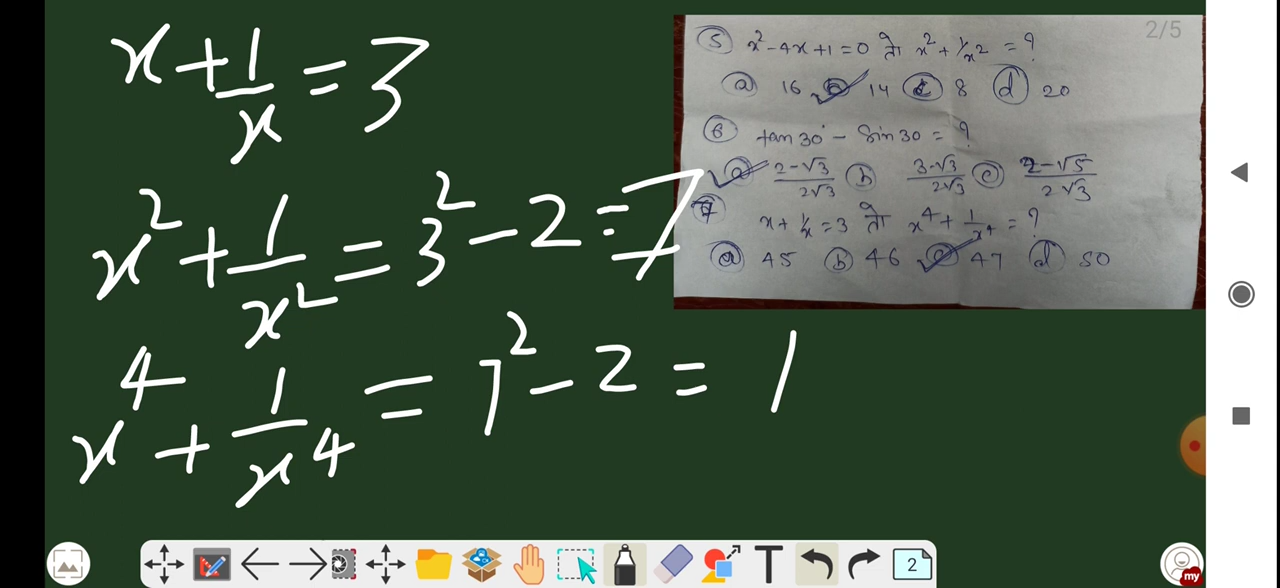 x + 1/x = 3
x² + 1/x² = 3² - 2 = 7
x⁴ + 1/x⁴ = 7² - 2 = 1
2/5
(5) x² - 4x + 1 = 0 तो x² + 1/x² = ?
(a) 16 (b) 14 (c) 8 (d) 20
(6) tan 30° - Sin 30 = ?
(a) 2-√3/2√3 (b) 3-√3/2√3 (c) 2-√5/2√3
7 x + 1/x = 3 तो x⁴ + 1/x⁴ = ?
(a) 45 (b) 46 (c) 47 (d) 50
T 2
my